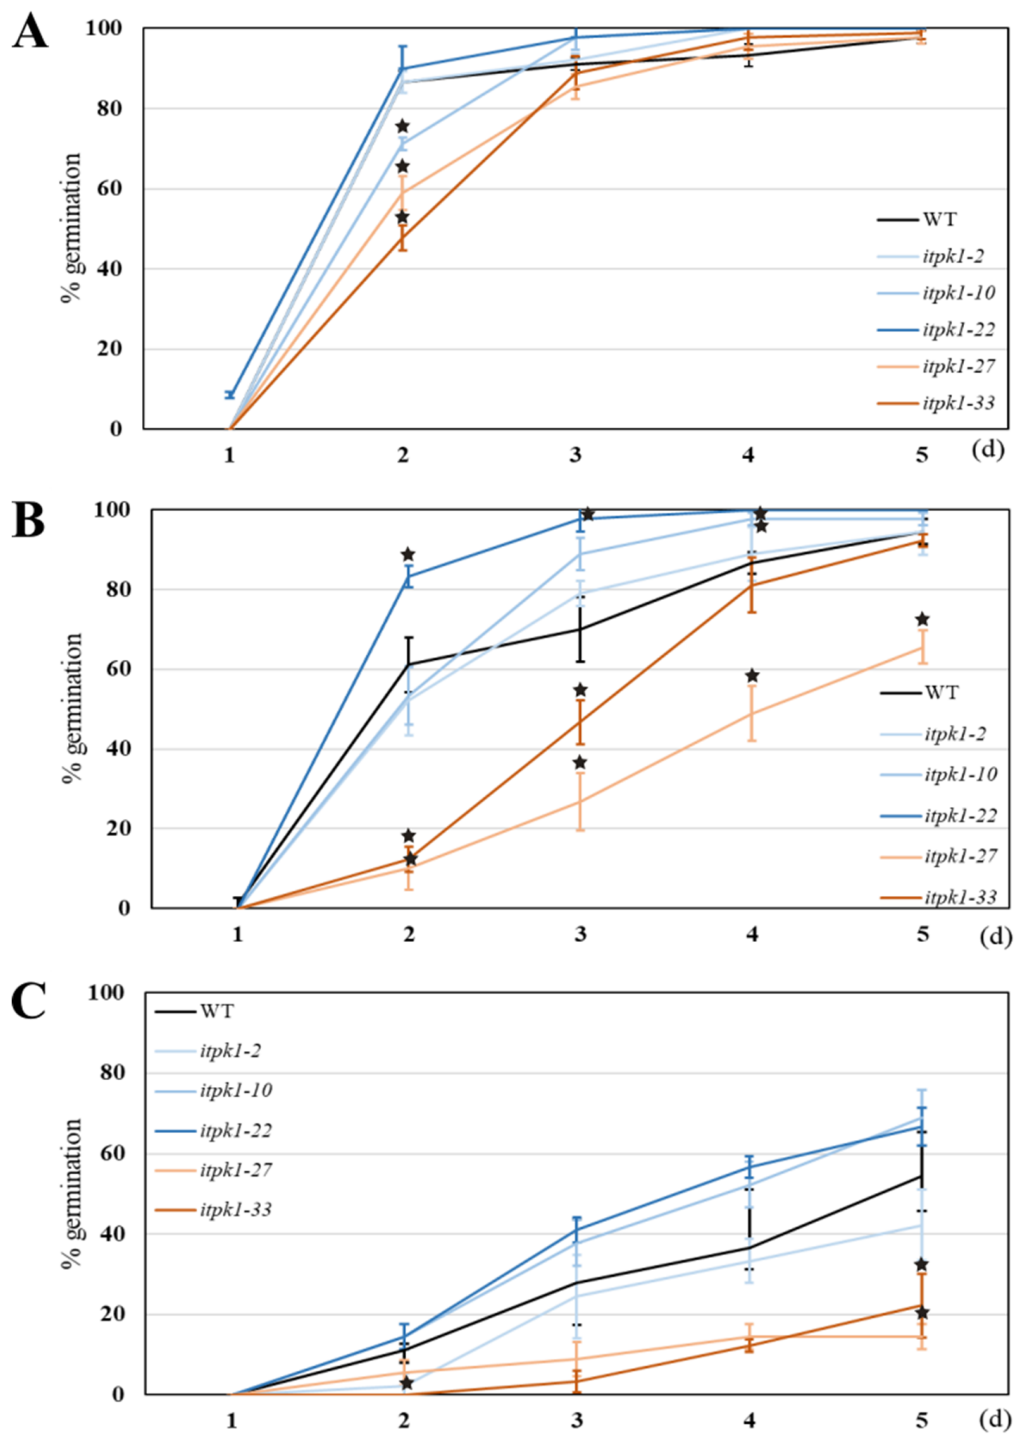 A
100
80
60
40
20
0
% germination
WT
itpk1-2
itpk1-10
itpk1-22
itpk1-27
itpk1-33
1 2 3 4 5 (d)
B
100
80
60
40
20
0
% germination
WT
itpk1-2
itpk1-10
itpk1-22
itpk1-27
itpk1-33
1 2 3 4 5 (d)
C
100
80
60
40
20
0
% germination
WT
itpk1-2
itpk1-10
itpk1-22
itpk1-27
itpk1-33
1 2 3 4 5 (d)